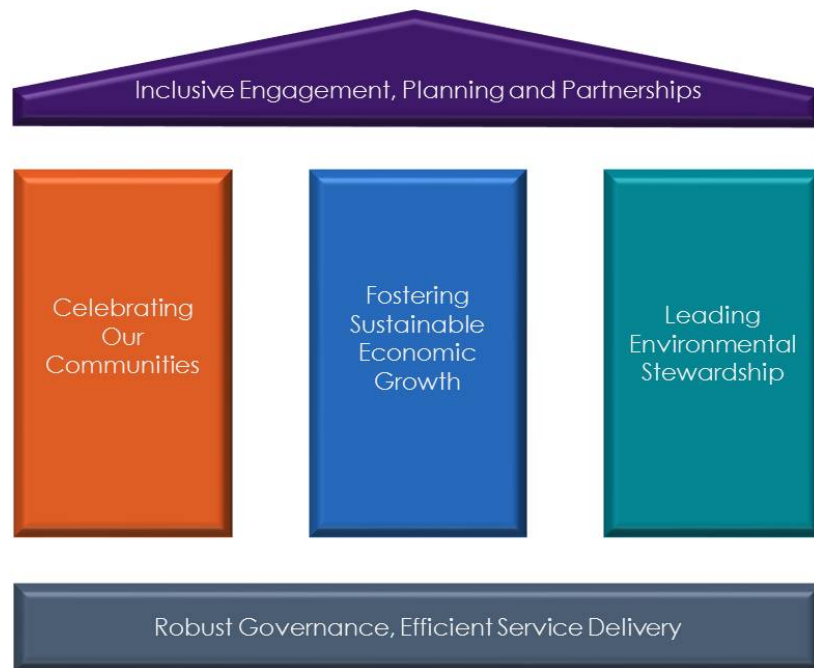 Inclusive Engagement, Planning and Partnerships
Celebrating
Our
Communities
Fostering
Sustainable
Economic
Growth
Leading
Environmental
Stewardship
Robust Governance, Efficient Service Delivery